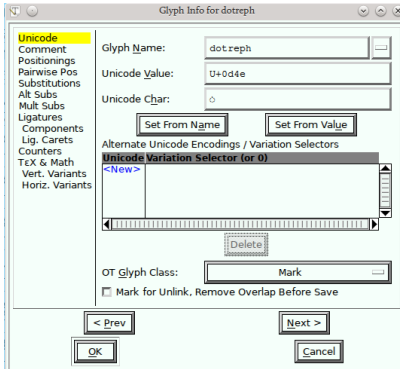 Glyph Info for dotreph
Unicode
Comment
Positionings
Pairwise Pos
Substitutions
Alt Subs
Mult Subs
Ligatures
Components
Lig. Carets
Counters
TεX & Math
Vert. Variants
Horiz. Variants
Glyph Name: dotreph
Unicode Value: U+0d4e
Unicode Char:
Set From Name Set From Value
Alternate Unicode Encodings / Variation Selectors
Unicode Variation Selector (or 0)
<New>
Delete
OT Glyph Class: Mark
Mark for Unlink, Remove Overlap Before Save
< Prev Next >
OK Cancel